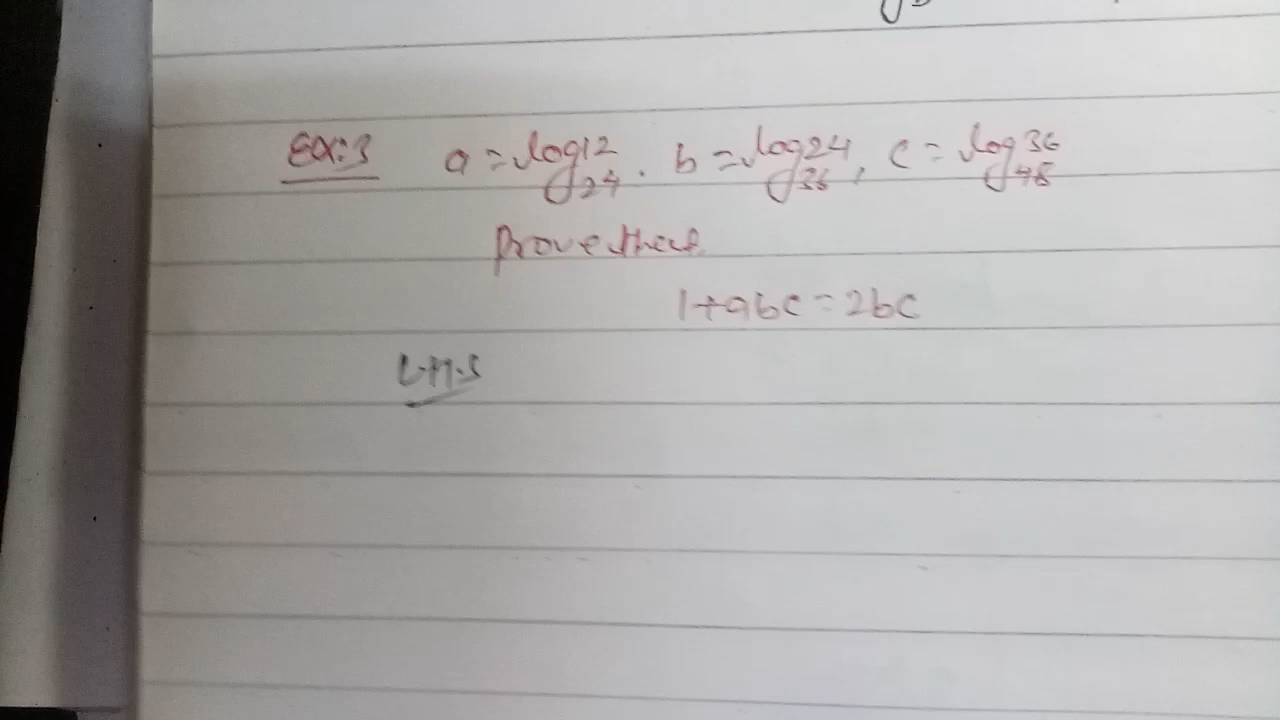 Ex:3 a = log₂₄12 . b = log₃₆24, c = log₄₈36
Prove that
1+abc = 2bc
L.H.S